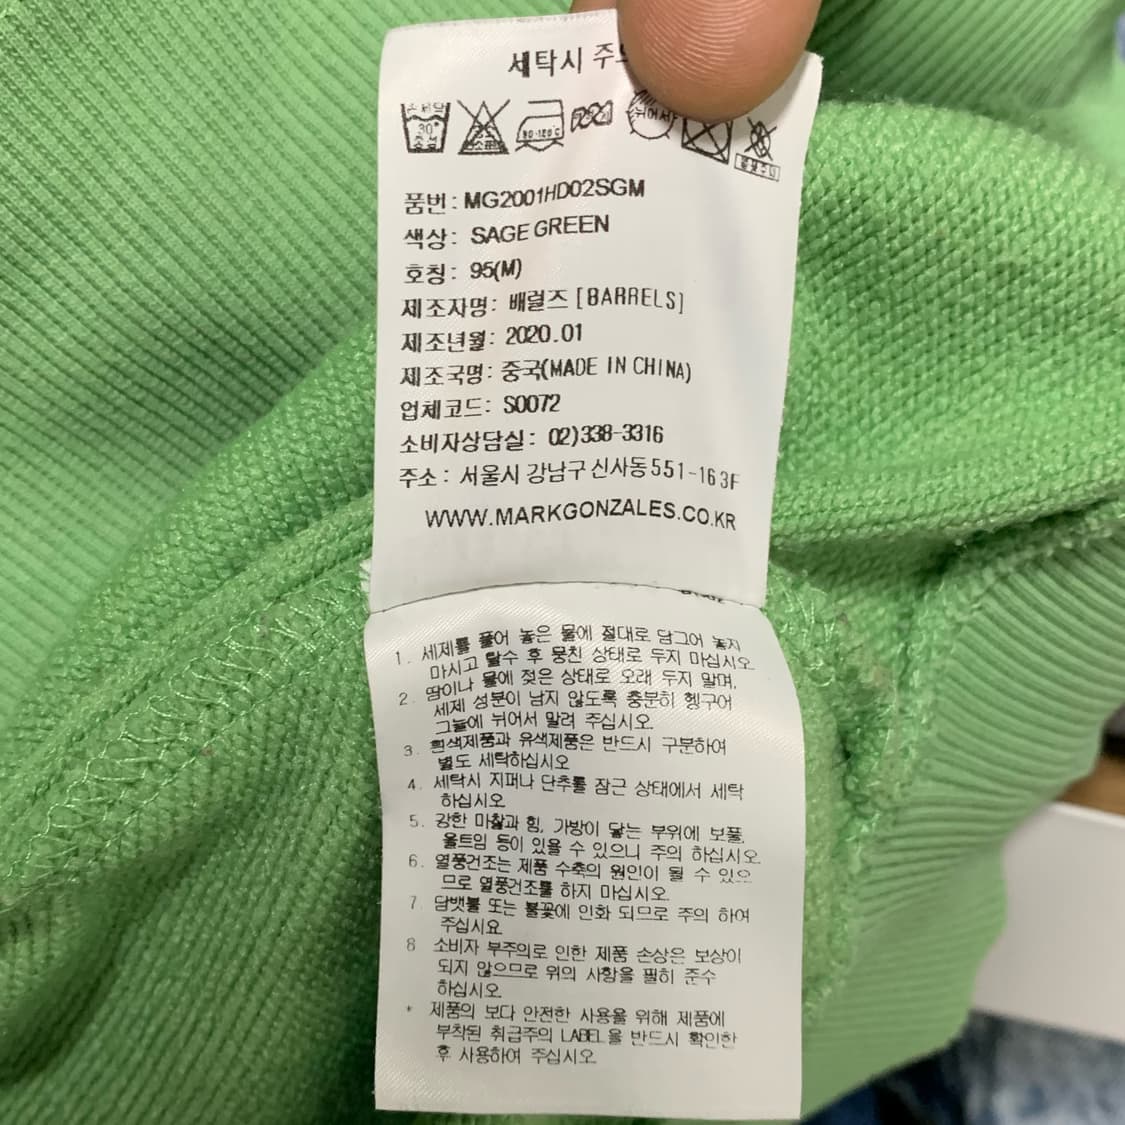 세탁시
손세탁
30°
중성
염소표백
80-120°C
뉘어서
품번: MG2001HD02SGM
색상: SAGE GREEN
호칭: 95(M)
제조자명: 배럴즈 [BARRELS]
제조년월: 2020.01
제조국명: 중국(MADE IN CHINA)
업체코드: S0072
소비자상담실: 02)338-3316
주소: 서울시 강남구 신사동 551-16 3F
WWW.MARKGONZALES.CO.KR
1. 세제를 풀어 놓은 물에 절대로 담그어 놓지
마시고 탈수 후 뭉친 상태로 두지 마십시오
2 땀이나 물에 젖은 상태로 오래 두지 말며,
세제 성분이 남지 않도록 충분히 헹구어
그늘에 뉘어서 말려 주십시오.
3. 흰색제품과 유색제품은 반드시 구분하여
별도 세탁하십시오
4. 세탁시 지퍼나 단추를 잠근 상태에서 세탁
하십시오
5. 강한 마찰과 힘, 가방이 닿는 부위에 보풀,
올트임 등이 있을 수 있으니 주의 하십시오.
6. 열풍건조는 제품 수축의 원인이 될 수 있으
므로 열풍건조를 하지 마십시오.
7. 담뱃불 또는 불꽃에 인화 되므로 주의 하여
주십시요
8 소비자 부주의로 인한 제품 손상은 보상이
되지 않으므로 위의 사항을 필히 준수
하십시오.
* 제품의 보다 안전한 사용을 위해 제품에
부착된 취급주의 LABEL을 반드시 확인한
후 사용하여 주십시오.